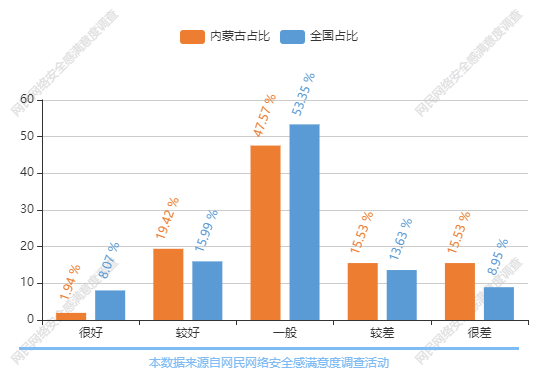 网民网络安全感满意度调查
网民网络安全感满意度调查
内蒙古占比 全国占比
60
50
40
30
20
10
0
1.94 %
8.07 %
19.42 %
15.99 %
47.57 %
53.35 %
15.53 %
13.63 %
15.53 %
8.95 %
很好 较好 一般 较差 很差
网民网络安全感满意度调查
网民网络安全感满意度调查
本数据来源自网民网络安全感满意度调查活动